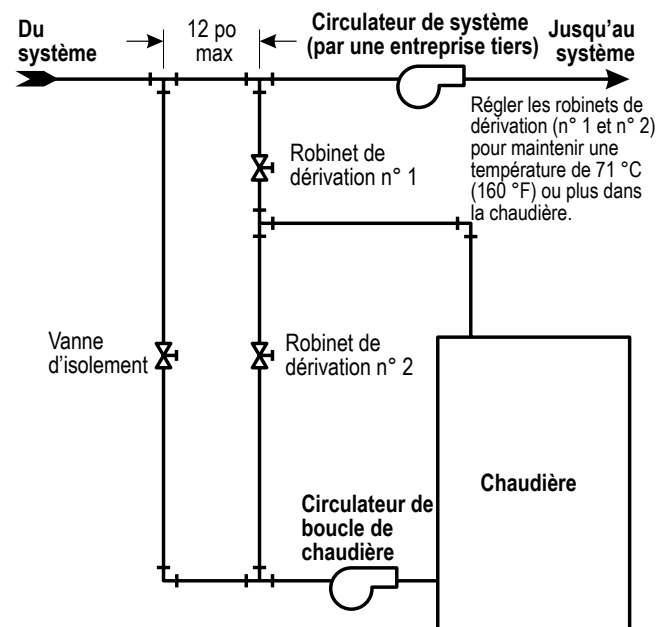 Du
système
12 po
max
Circulateur de système
(par une entreprise tiers)
Jusqu'au
système
Régler les robinets de
dérivation (n° 1 et n° 2)
pour maintenir une
température de 71 °C
(160 °F) ou plus dans
la chaudière.
Robinet de
dérivation n° 1
Vanne
d'isolement
Robinet de
dérivation n° 2
Circulateur de
boucle de
chaudière
Chaudière